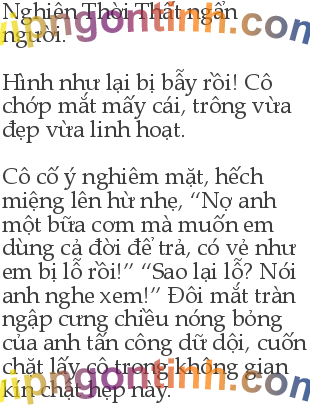 Nghiên Thời Thất ngẩn
người.
Hình như lại bị bẫy rồi! Cô
chớp mắt mấy cái, trông vừa
đẹp vừa linh hoạt.
Cô cố ý nghiêm mặt, hếch
miệng lên hừ nhẹ, “Nợ anh
một bữa cơm mà muốn em
dùng cả đời để trả, có vẻ như
em bị lỗ rồi!” “Sao lại lỗ? Nói
anh nghe xem!” Đôi mắt tràn
ngập cưng chiều nóng bỏng
của anh tấn công dữ dội, cuốn
chặt lấy cô trong không gian
kín chật hẹp này.
vipngontinh.com
vipngontinh.com